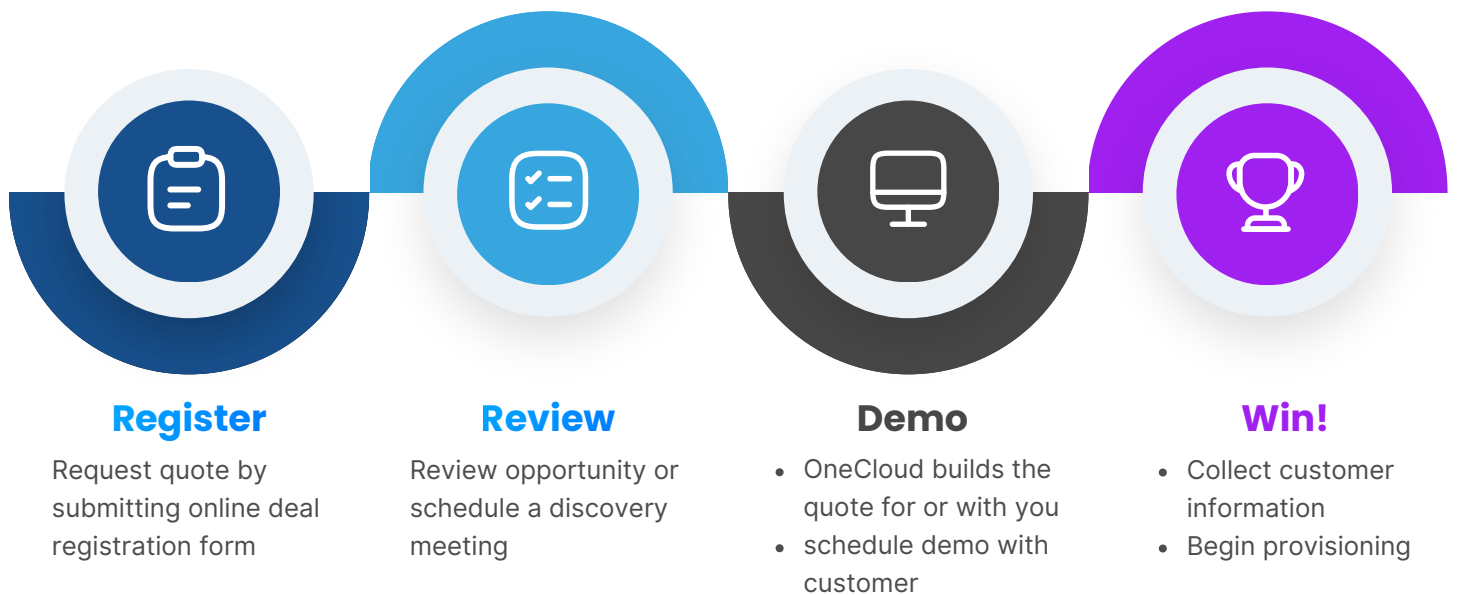 Register
Request quote by
submitting online deal
registration form
Review
Review opportunity or
schedule a discovery
meeting
Demo
• OneCloud builds the
quote for or with you
• schedule demo with
customer
Win!
• Collect customer
information
• Begin provisioning